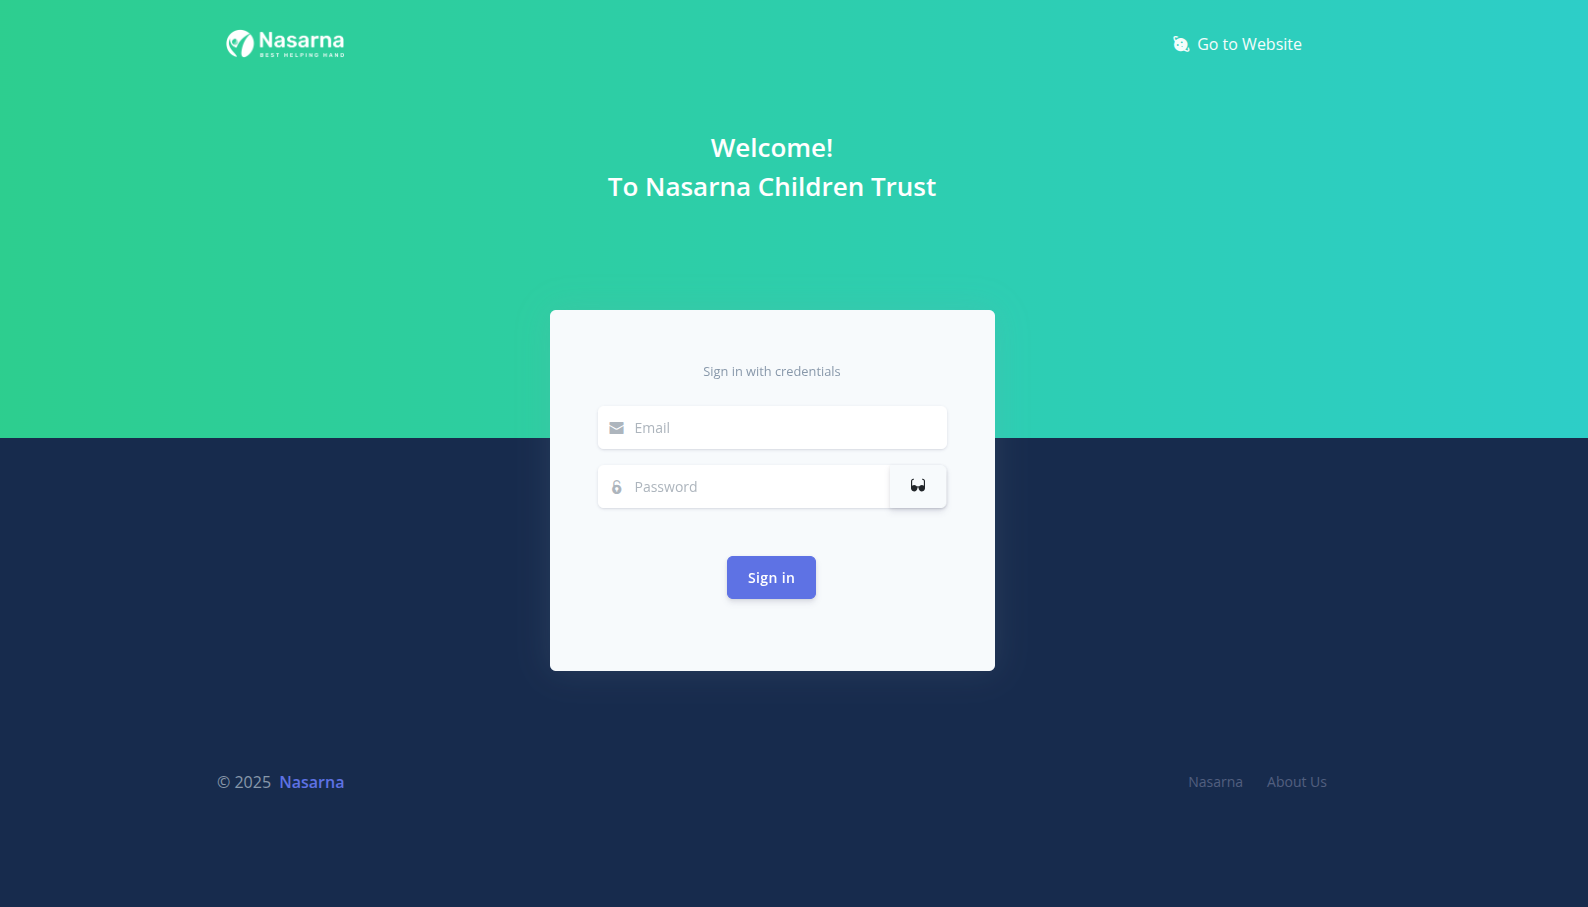 Nasarna
BEST HELPING HAND
Go to Website
Welcome!
To Nasarna Children Trust
Sign in with credentials
Email
Password
Sign in
© 2025 Nasarna
Nasarna About Us